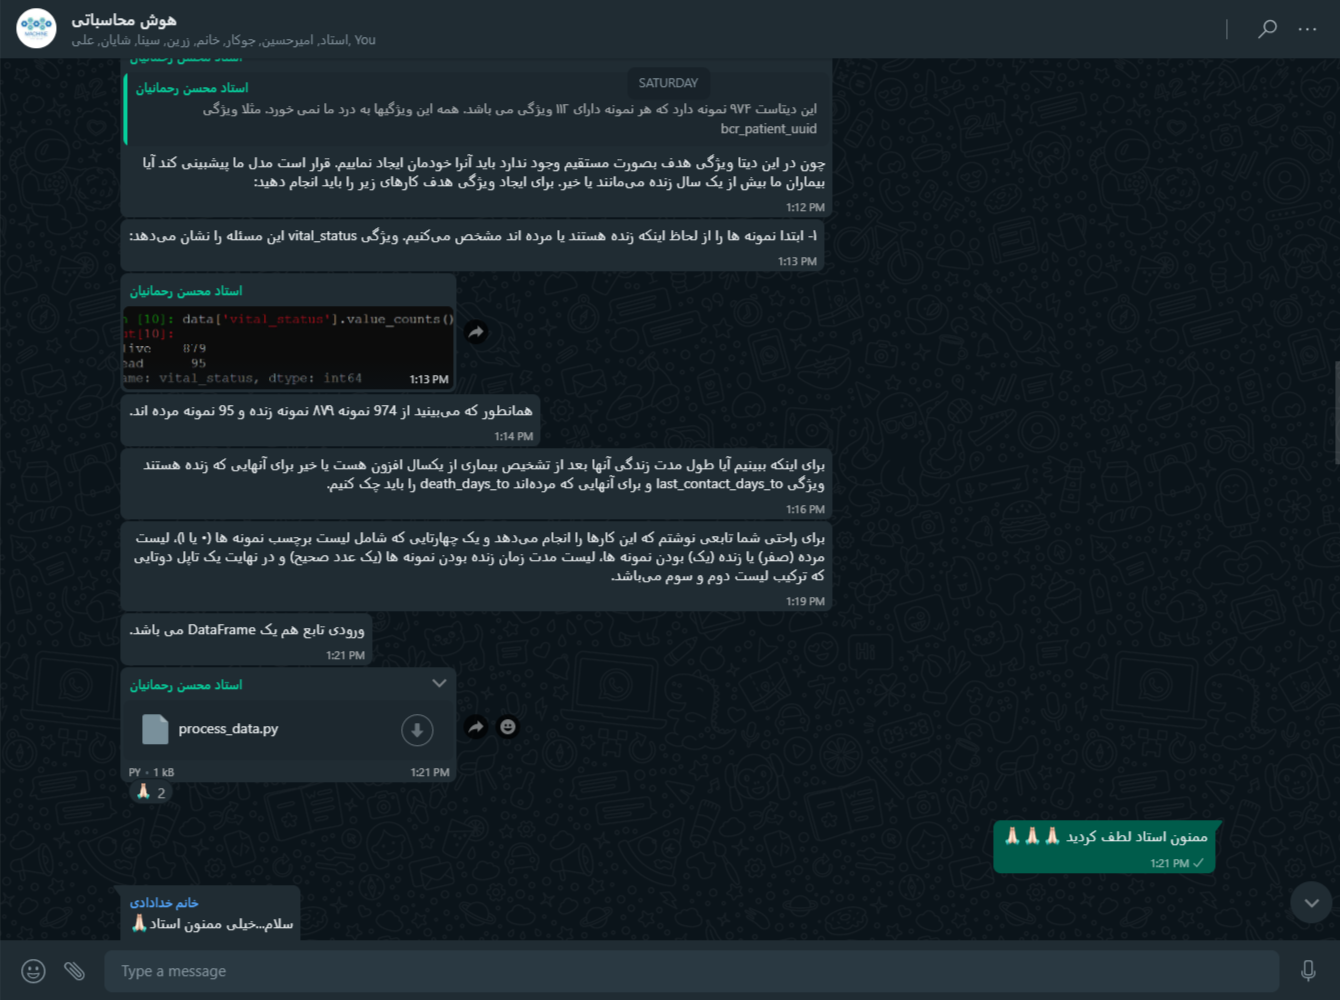 هوش محاسباتی
استاد, امیرحسین, جوکار, خانم, زرین, سینا, شایان, علی, You
استاد محسن رحمانیان
SATURDAY
استاد محسن رحمانیان
این دیتاست ۹۷۴ نمونه دارد که هر نمونه دارای ۱۱۲ ویژگی می باشد. همه این ویژگیها به درد ما نمی خورد. مثلا ویژگی
bcr_patient_uuid
چون در این دیتا ویژگی هدف بصورت مستقیم وجود ندارد باید آنرا خودمان ایجاد نماییم. قرار است مدل ما پیشبینی کند آیا
بیماران ما بیش از یک سال زنده می‌مانند یا خیر. برای ایجاد ویژگی هدف کارهای زیر را باید انجام دهید:
1:12 PM
۱- ابتدا نمونه ها را از لحاظ اینکه زنده هستند یا مرده اند مشخص می‌کنیم. ویژگی vital_status این مسئله را نشان می‌دهد:
1:13 PM
استاد محسن رحمانیان
n [10]: data['vital_status'].value_counts()
ut[10]:
live 879
ead 95
ame: vital_status, dtype: int64
1:13 PM
همانطور که می‌بینید از 974 نمونه ۸۷۹ نمونه زنده و 95 نمونه مرده اند.
1:14 PM
برای اینکه ببینیم آیا طول مدت زندگی آنها بعد از تشخیص بیماری از یکسال افزون هست یا خیر برای آنهایی که زنده هستند
ویژگی last_contact_days_to و برای آنهایی که مرده‌اند death_days_to را باید چک کنیم.
1:16 PM
برای راحتی شما تابعی نوشتم که این کارها را انجام می‌دهد و یک چهارتایی که شامل لیست برچسب نمونه ها (۰ یا ۱)، لیست
مرده (صفر) یا زنده (یک) بودن نمونه ها، لیست مدت زمان زنده بودن نمونه ها (یک عدد صحیح) و در نهایت یک تاپل دوتایی
که ترکیب لیست دوم و سوم می‌باشد.
1:19 PM
ورودی تابع هم یک DataFrame می باشد.
1:21 PM
استاد محسن رحمانیان
process_data.py
PY • 1 kB
1:21 PM
🙏🏻 2
ممنون استاد لطف کردید 🙏🏻🙏🏻🙏🏻
1:21 PM
خانم خدادادی
سلام...خیلی ممنون استاد🙏🏻
Type a message